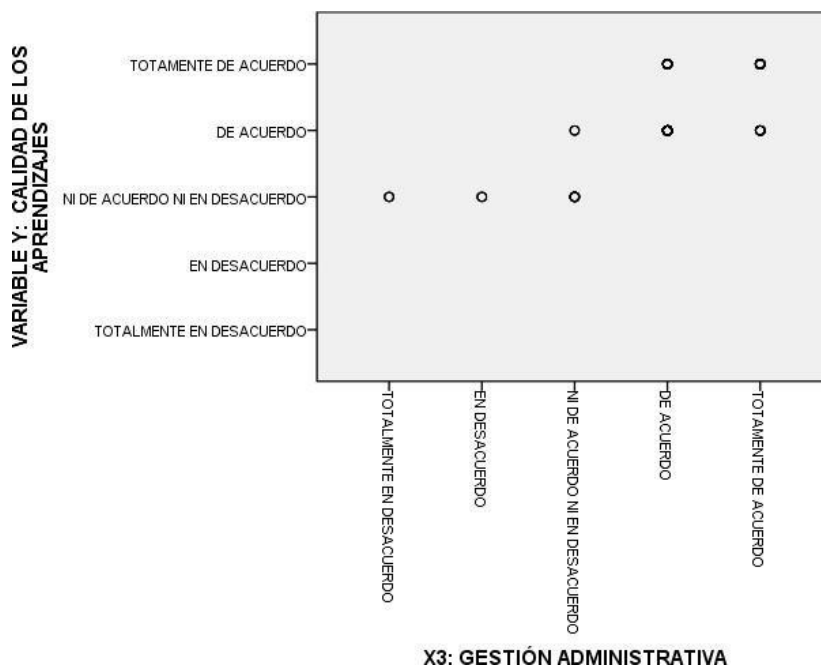 VARIABLE Y: CALIDAD DE LOS
APRENDIZAJES
TOTAMENTE DE ACUERDO
DE ACUERDO
NI DE ACUERDO NI EN DESACUERDO
EN DESACUERDO
TOTALMENTE EN DESACUERDO
TOTALMENTE EN DESACUERDO
EN DESACUERDO
NI DE ACUERDO NI EN DESACUERDO
DE ACUERDO
TOTAMENTE DE ACUERDO
X3: GESTIÓN ADMINISTRATIVA